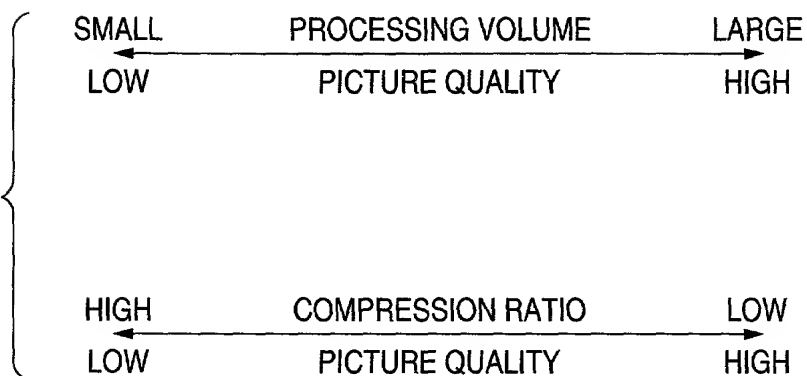 SMALL PROCESSING VOLUME LARGE
LOW PICTURE QUALITY HIGH
HIGH COMPRESSION RATIO LOW
LOW PICTURE QUALITY HIGH